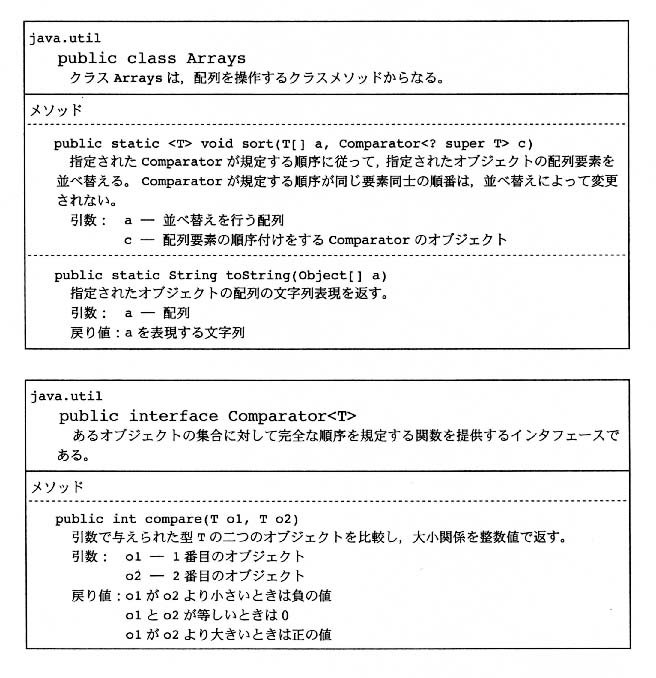 java.util
public class Arrays
クラス Arrays は，配列を操作するクラスメソッドからなる。
メソッド
public static <T> void sort(T[] a, Comparator<? super T> c)
指定された Comparator が規定する順序に従って，指定されたオブジェクトの配列要素を
並べ替える。 Comparator が規定する順序が同じ要素同士の順番は，並べ替えによって変更
されない。
引数： a ― 並べ替えを行う配列
c ― 配列要素の順序付けをする Comparator のオブジェクト
public static String toString(Object[] a)
指定されたオブジェクトの配列の文字列表現を返す。
引数： a ― 配列
戻り値：a を表現する文字列
java.util
public interface Comparator<T>
あるオブジェクトの集合に対して完全な順序を規定する関数を提供するインタフェースで
ある。
メソッド
public int compare(T o1, T o2)
引数で与えられた型 T の二つのオブジェクトを比較し，大小関係を整数値で返す。
引数： o1 ― 1 番目のオブジェクト
o2 ― 2 番目のオブジェクト
戻り値：o1 が o2 より小さいときは負の値
o1 と o2 が等しいときは 0
o1 が o2 より大きいときは正の値